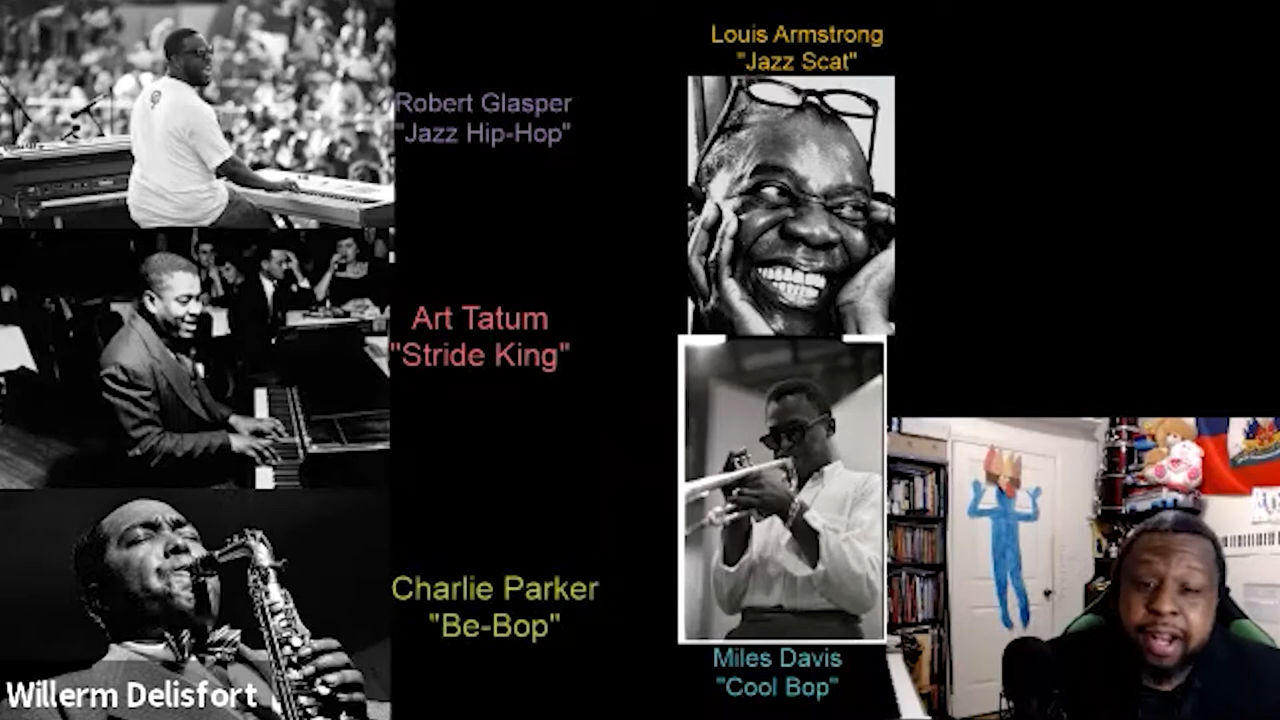 Robert Glasper
"Jazz Hip-Hop"
Art Tatum
"Stride King"
Charlie Parker
"Be-Bop"
Willerm Delisfort
Louis Armstrong
"Jazz Scat"
Miles Davis
"Cool Bop"